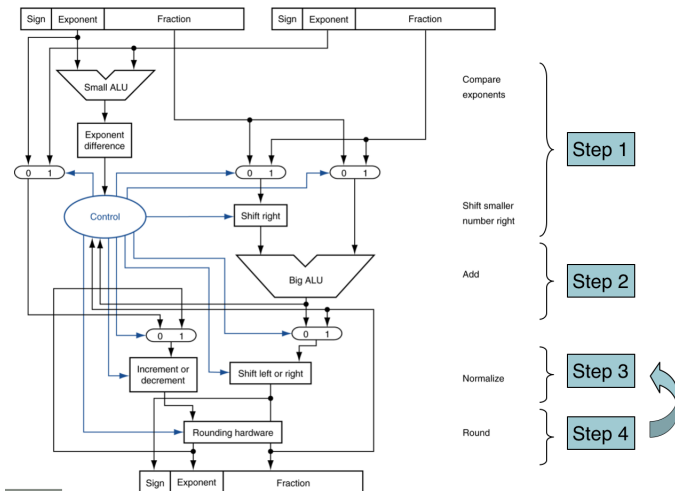 Sign Exponent Fraction
Sign Exponent Fraction
Small ALU
Compare
exponents
Exponent
difference
Step 1
0 1
0 1
0 1
Control
Shift right
Shift smaller
number right
Big ALU
Add
Step 2
0 1
0 1
Increment or
decrement
Shift left or right
Normalize
Step 3
Rounding hardware
Round
Step 4
Sign Exponent Fraction